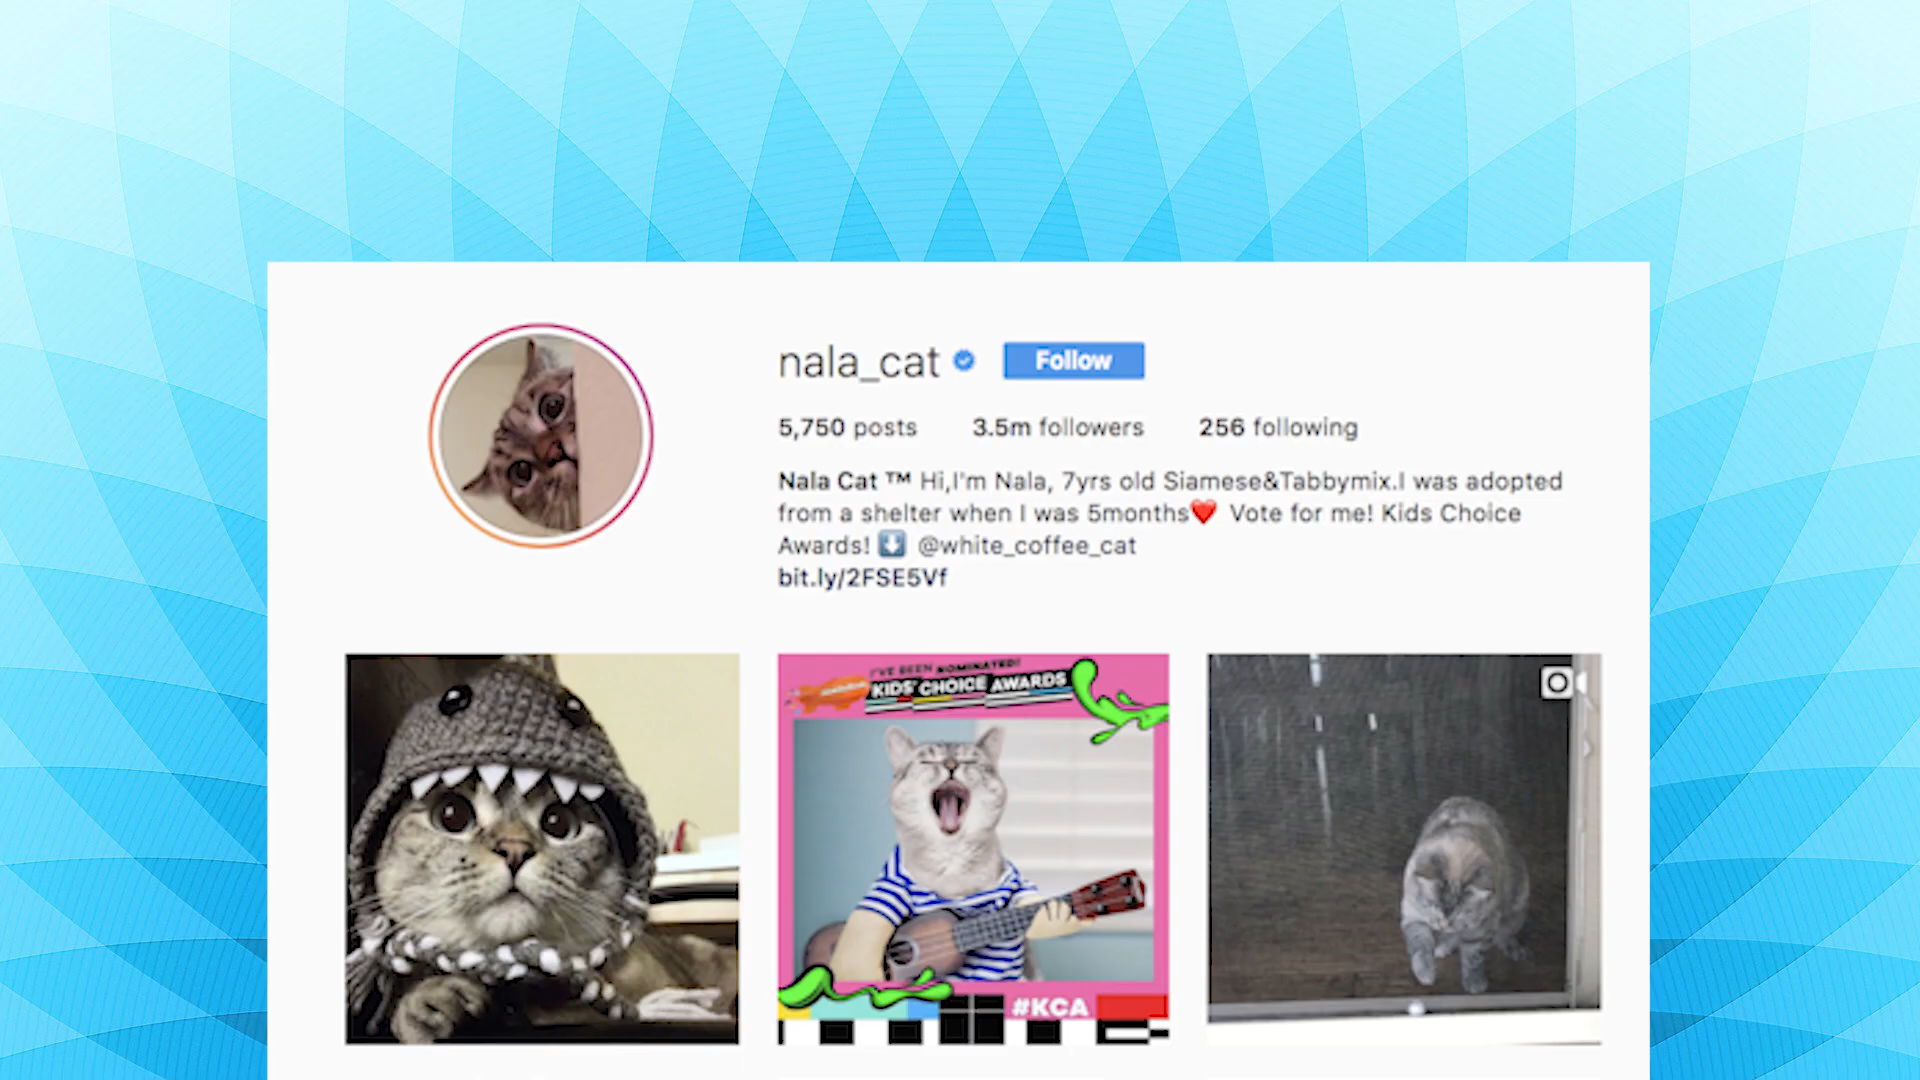 nala_cat Follow
5,750 posts 3.5m followers 256 following
Nala Cat ™ Hi,I'm Nala, 7yrs old Siamese&Tabbymix.I was adopted
from a shelter when I was 5months❤️ Vote for me! Kids Choice
Awards! ⬇️ @white_coffee_cat
bit.ly/2FSE5Vf
I'VE BEEN NOMINATED!
KIDS' CHOICE AWARDS
#KCA